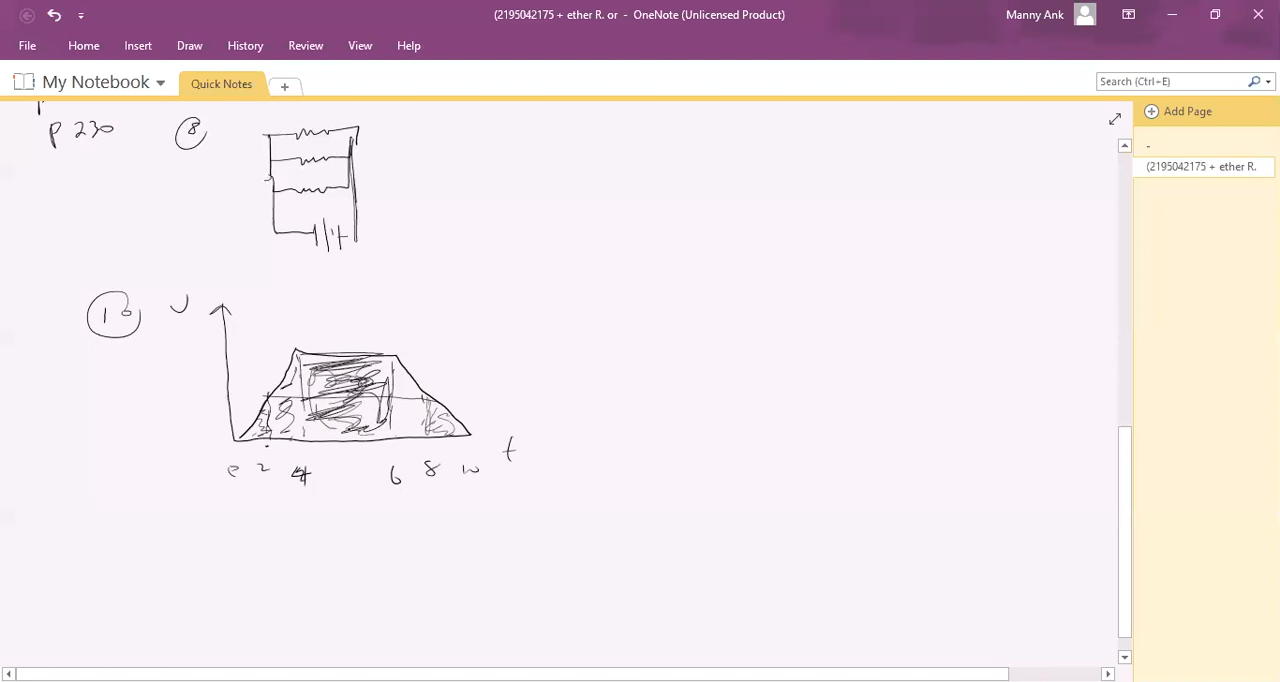 (2195042175 + ether R. or - OneNote (Unlicensed Product)
Manny Ank
File Home Insert Draw History Review View Help
My Notebook
Quick Notes
Search (Ctrl+E)
Add Page
-
(2195042175 + ether R.
p 230
8
10
t
2 4 6 8 10